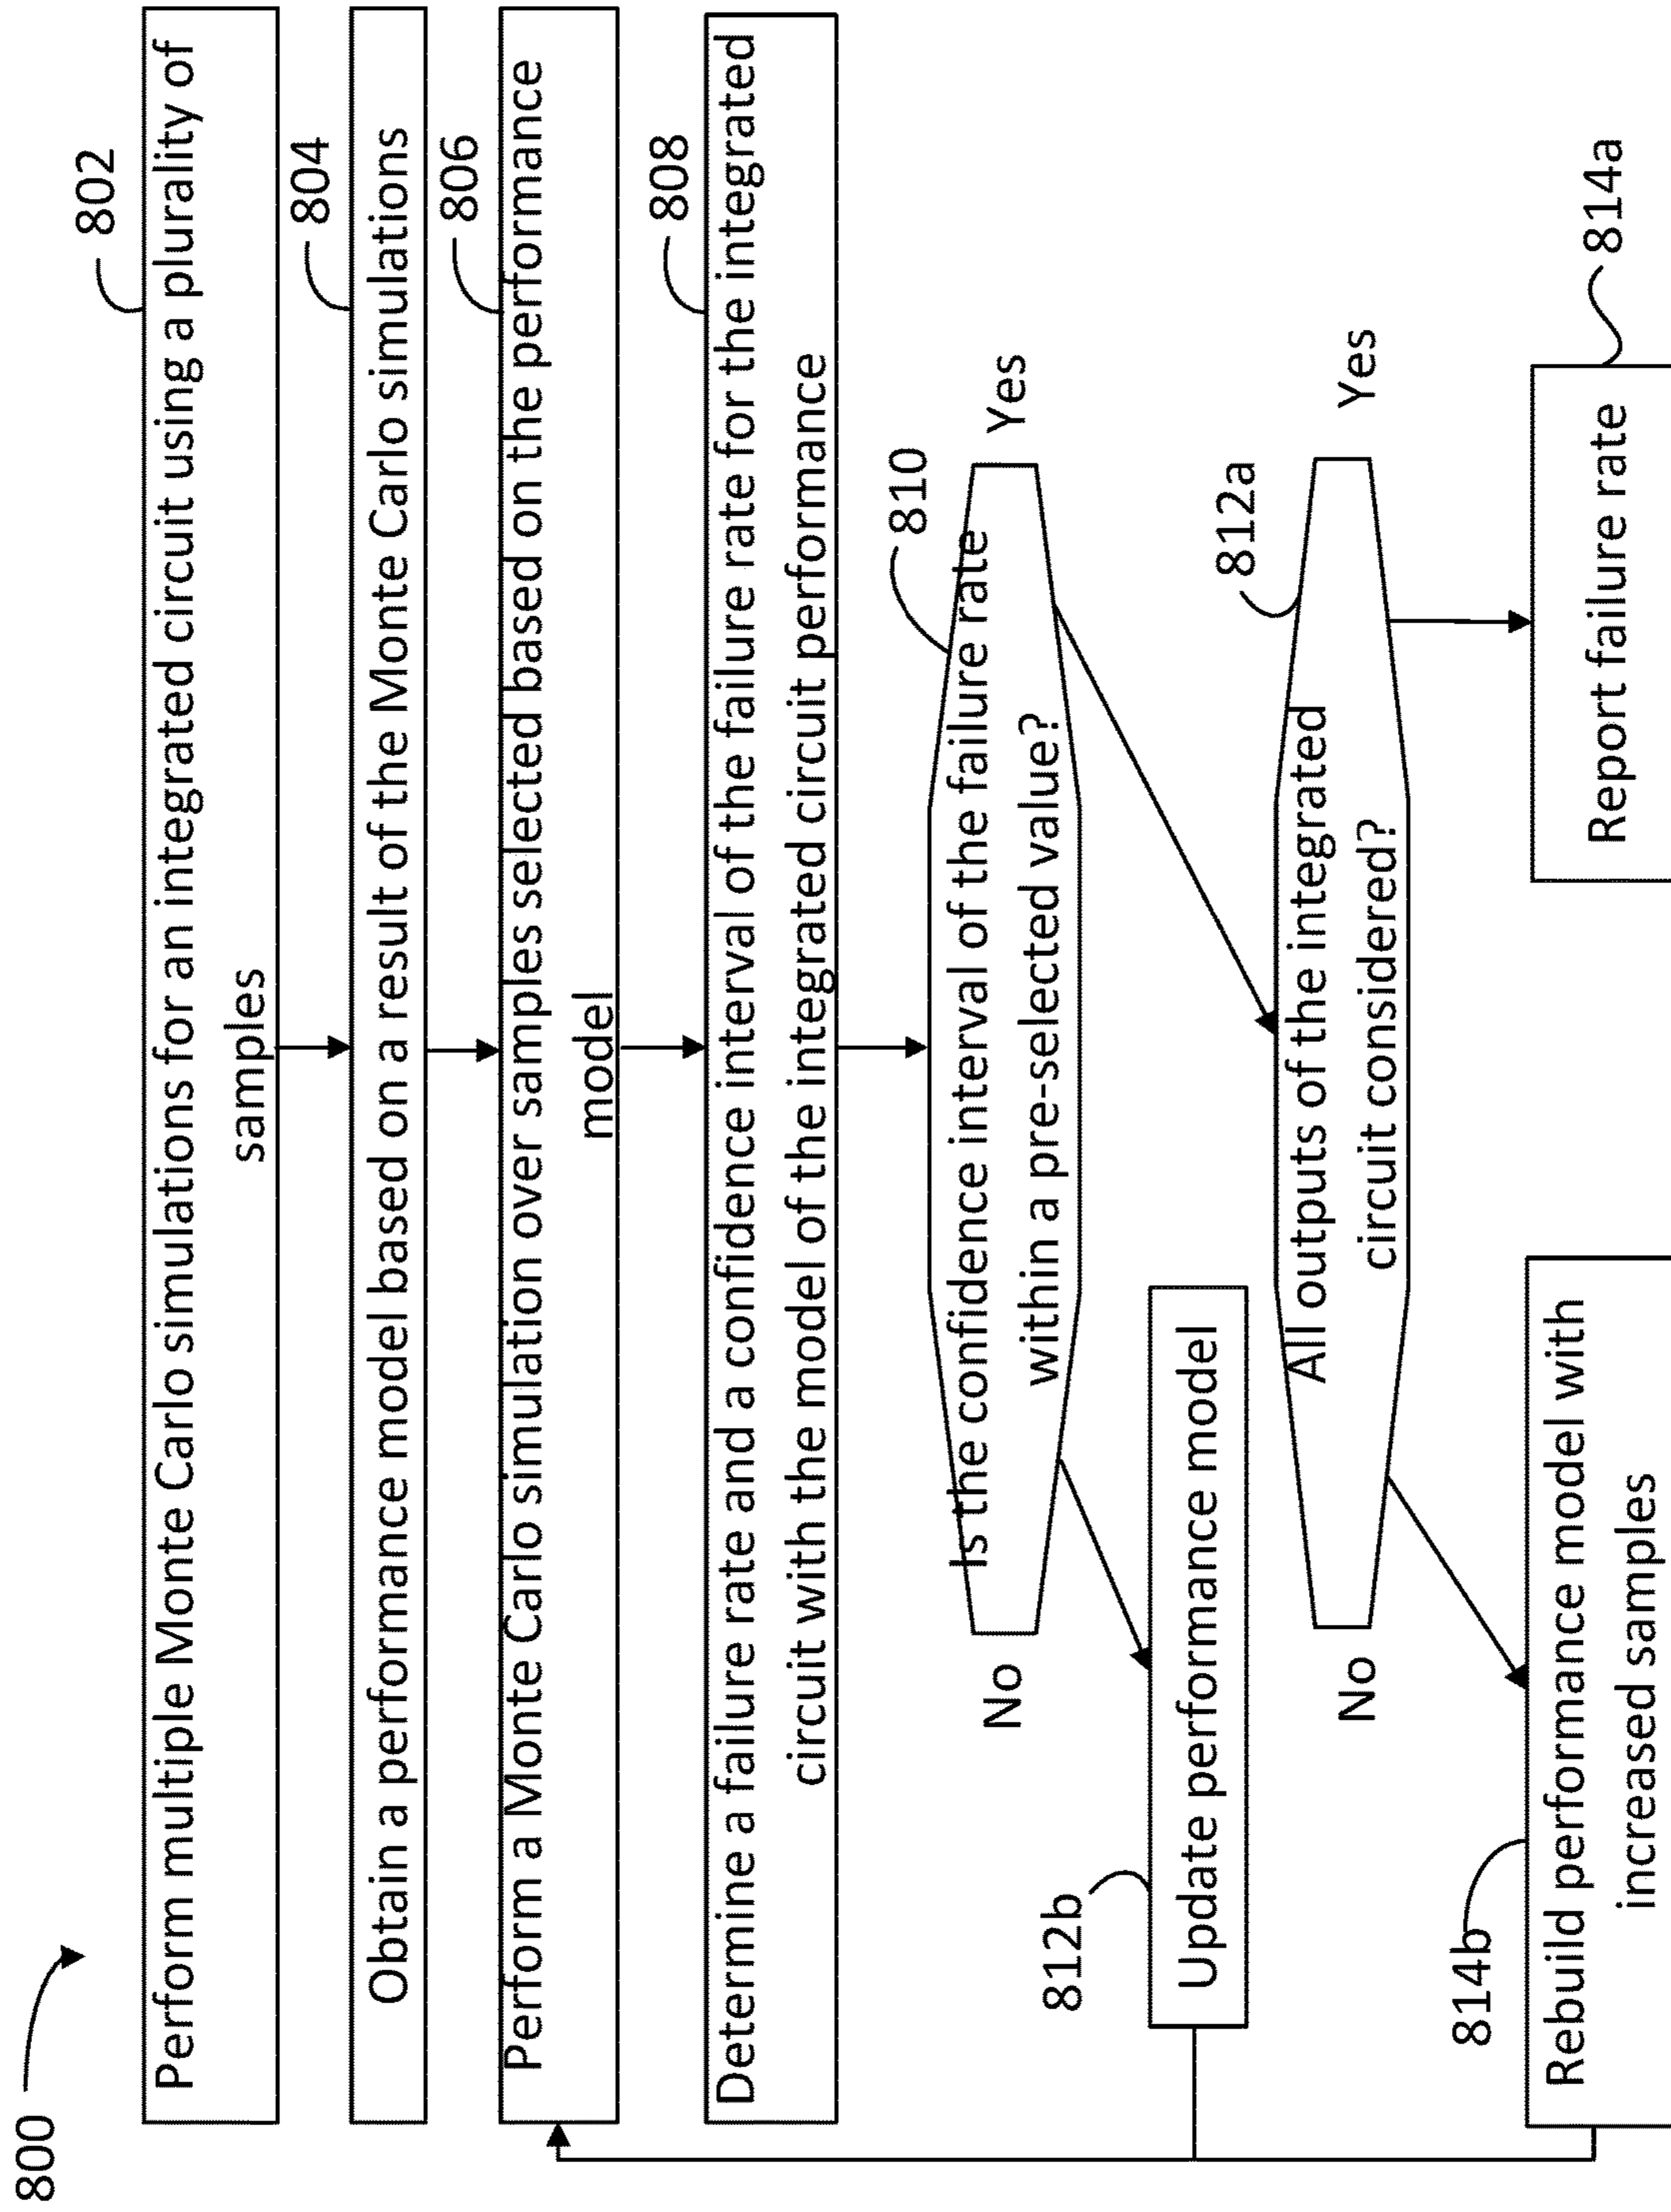 800
802
Perform multiple Monte Carlo simulations for an integrated circuit using a plurality of
samples
804
Obtain a performance model based on a result of the Monte Carlo simulations
806
Perform a Monte Carlo simulation over samples selected based on the performance
model
808
Determine a failure rate and a confidence interval of the failure rate for the integrated
circuit with the model of the integrated circuit performance
810
Is the confidence interval of the failure rate
within a pre-selected value?
No
Yes
812b
Update performance model
812a
All outputs of the integrated
circuit considered?
No
Yes
814b
Rebuild performance model with
increased samples
814a
Report failure rate